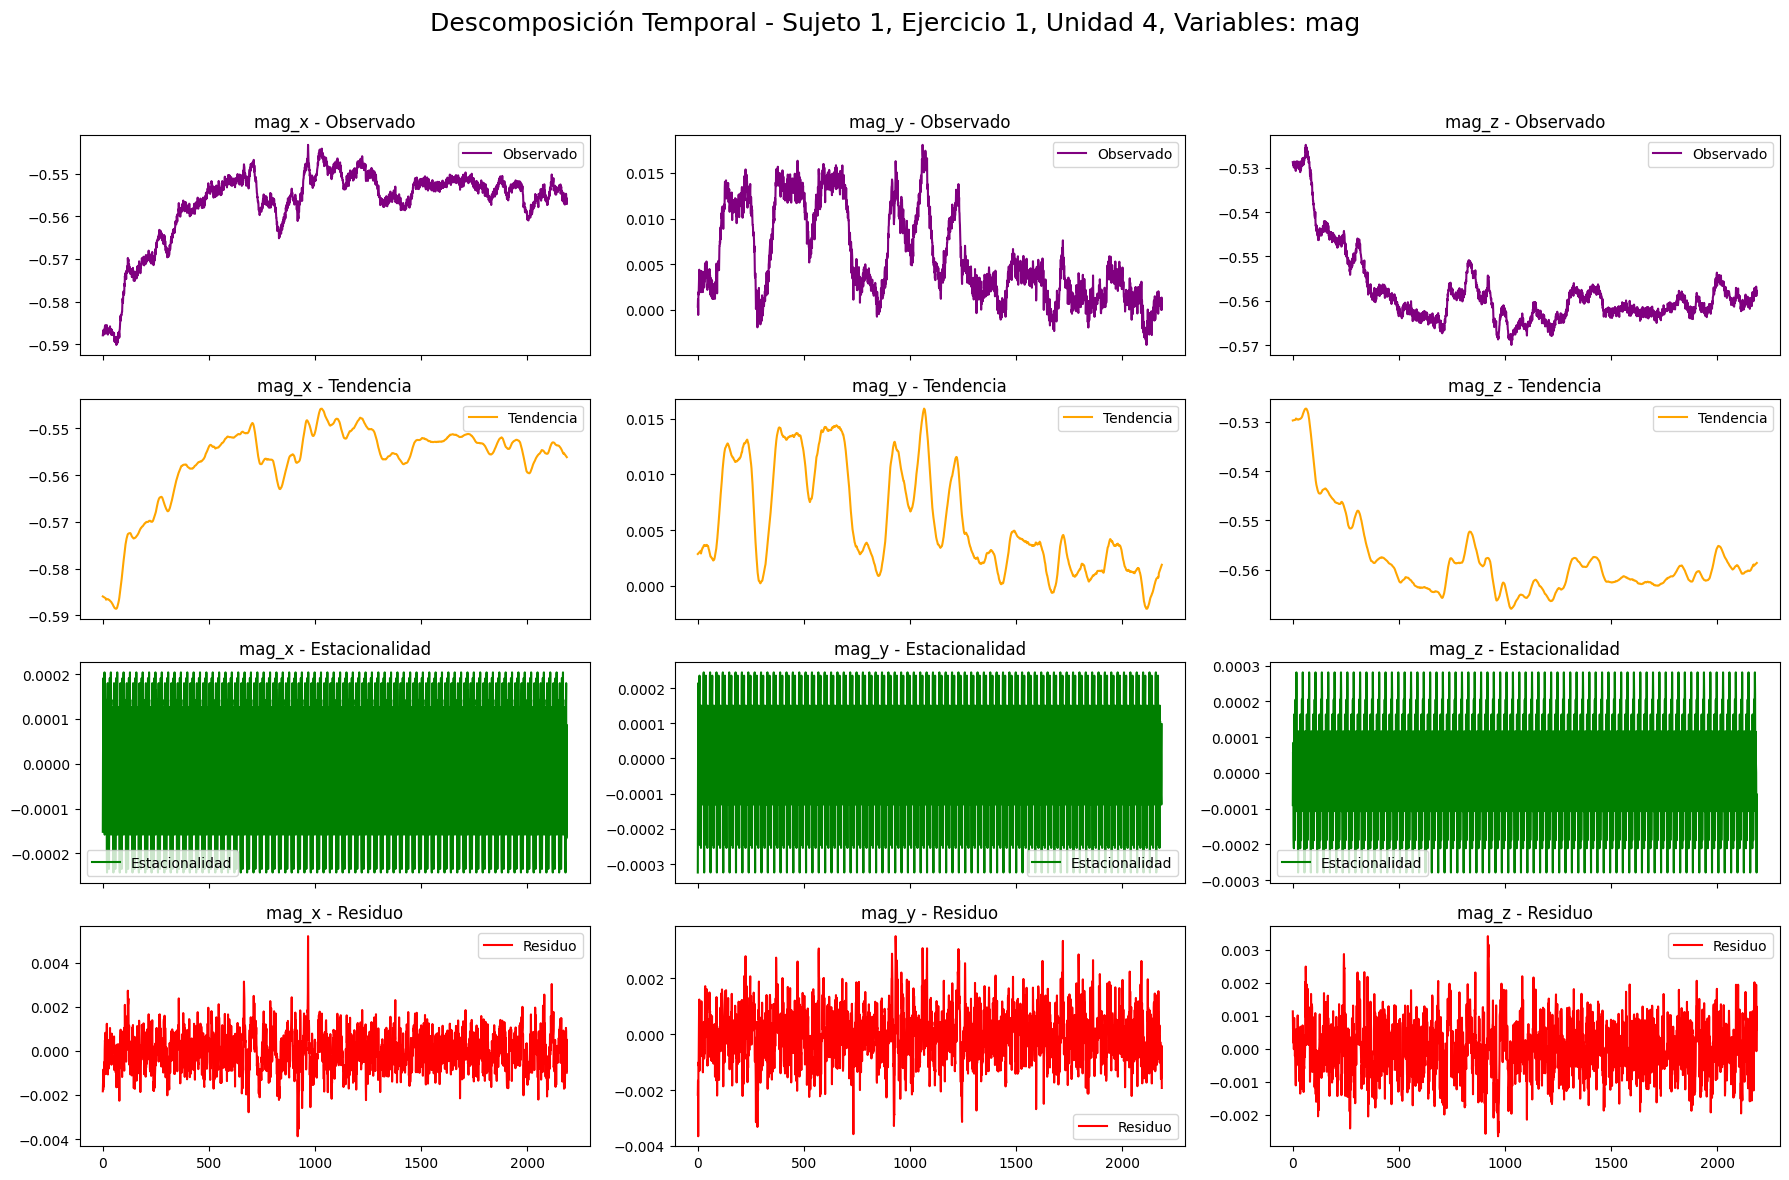 Descomposición Temporal - Sujeto 1, Ejercicio 1, Unidad 4, Variables: mag
mag_x - Observado
Observado
−0.55
−0.56
−0.57
−0.58
−0.59
mag_y - Observado
Observado
0.015
0.010
0.005
0.000
mag_z - Observado
Observado
−0.53
−0.54
−0.55
−0.56
−0.57
mag_x - Tendencia
Tendencia
−0.55
−0.56
−0.57
−0.58
−0.59
mag_y - Tendencia
Tendencia
0.015
0.010
0.005
0.000
mag_z - Tendencia
Tendencia
−0.53
−0.54
−0.55
−0.56
mag_x - Estacionalidad
0.0002
0.0001
0.0000
−0.0001
−0.0002
Estacionalidad
mag_y - Estacionalidad
0.0002
0.0001
0.0000
−0.0001
−0.0002
−0.0003
Estacionalidad
mag_z - Estacionalidad
0.0003
0.0002
0.0001
0.0000
−0.0001
−0.0002
−0.0003
Estacionalidad
mag_x - Residuo
Residuo
0.004
0.002
0.000
−0.002
−0.004
0 500 1000 1500 2000
mag_y - Residuo
0.002
0.000
−0.002
−0.004
Residuo
0 500 1000 1500 2000
mag_z - Residuo
Residuo
0.003
0.002
0.001
0.000
−0.001
−0.002
0 500 1000 1500 2000